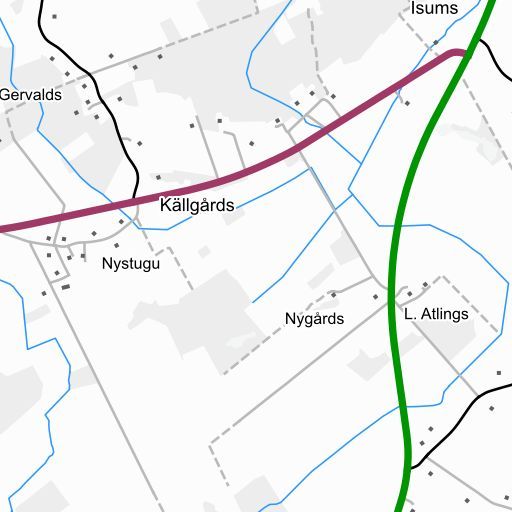 Isums
Gervalds
Källgårds
Nystugu
Nygårds
L. Atlings